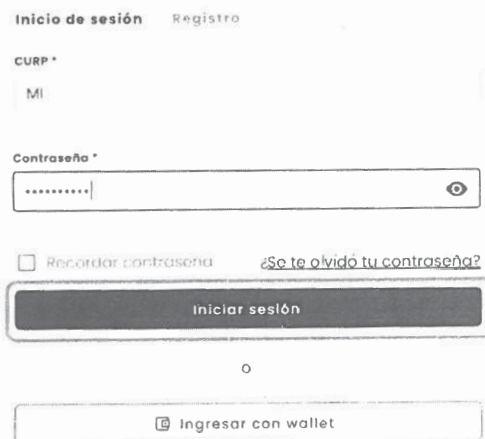 Inicio de sesión Registro
CURP *
MI
Contraseña *
••••••••••
Recordar contraseña ¿Se te olvidó tu contraseña?
Iniciar sesión
O
Ingresar con wallet